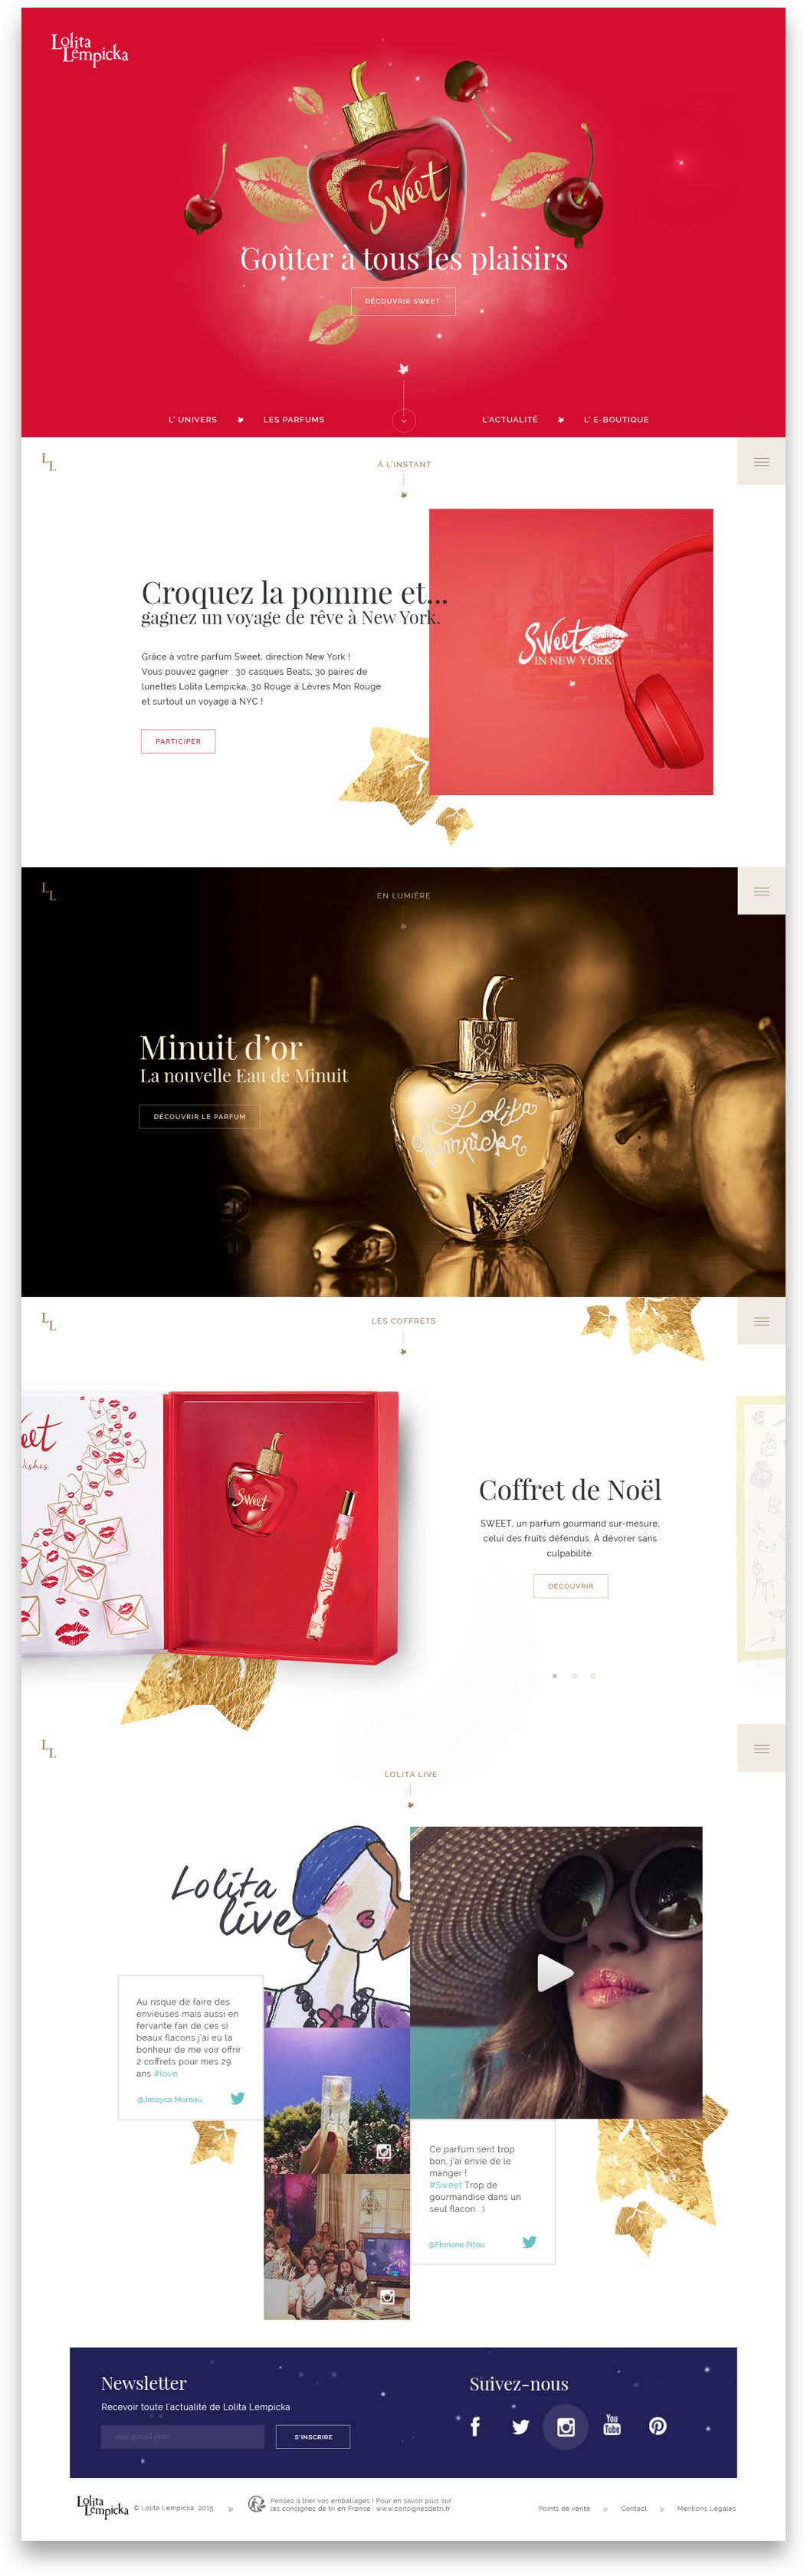 Lolita
Lempicka
Sweet
Goûter à tous les plaisirs
DÉCOUVRIR SWEET
L' UNIVERS
LES PARFUMS
L'ACTUALITÉ
L' E-BOUTIQUE
LL
À L'INSTANT
Croquez la pomme et...
gagnez un voyage de rêve à New York.
Grâce à votre parfum Sweet, direction New York !
Vous pouvez gagner : 30 casques Beats, 30 paires de
lunettes Lolita Lempicka, 30 Rouge à Lèvres Mon Rouge
et surtout un voyage à NYC !
PARTICIPER
Sweet
IN NEW YORK
LL
EN LUMIÈRE
Minuit d'or
La nouvelle Eau de Minuit
DÉCOUVRIR LE PARFUM
Lolita
Lempicka
LL
LES COFFRETS
eet
Wishes
Sweet
Coffret de Noël
SWEET, un parfum gourmand sur-mesure,
celui des fruits défendus. À dévorer sans
culpabilité.
DÉCOUVRIR
LL
LOLITA LIVE
Lolita
live
Au risque de faire des
envieuses mais aussi en
fervante fan de ces si
beaux flacons j'ai eu la
bonheur de me voir offrir
2 coffrets pour mes 29
ans #love
@Jessyca Moreau
Ce parfum sent trop
bon, j'ai envie de le
manger !
#Sweet Trop de
gourmandise dans un
seul flacon. :)
@Floriane Pitou
Newsletter
Recevoir toute l'actualité de Lolita Lempicka
mail@mail.com
S'INSCRIRE
Suivez-nous
You
Tube
Lolita
Lempicka
© Lolita Lempicka 2015
Pensez à trier vos emballages ! Pour en savoir plus sur
les consignes de tri en France : www.consignesdetri.fr
Points de vente
Contact
Mentions Légales